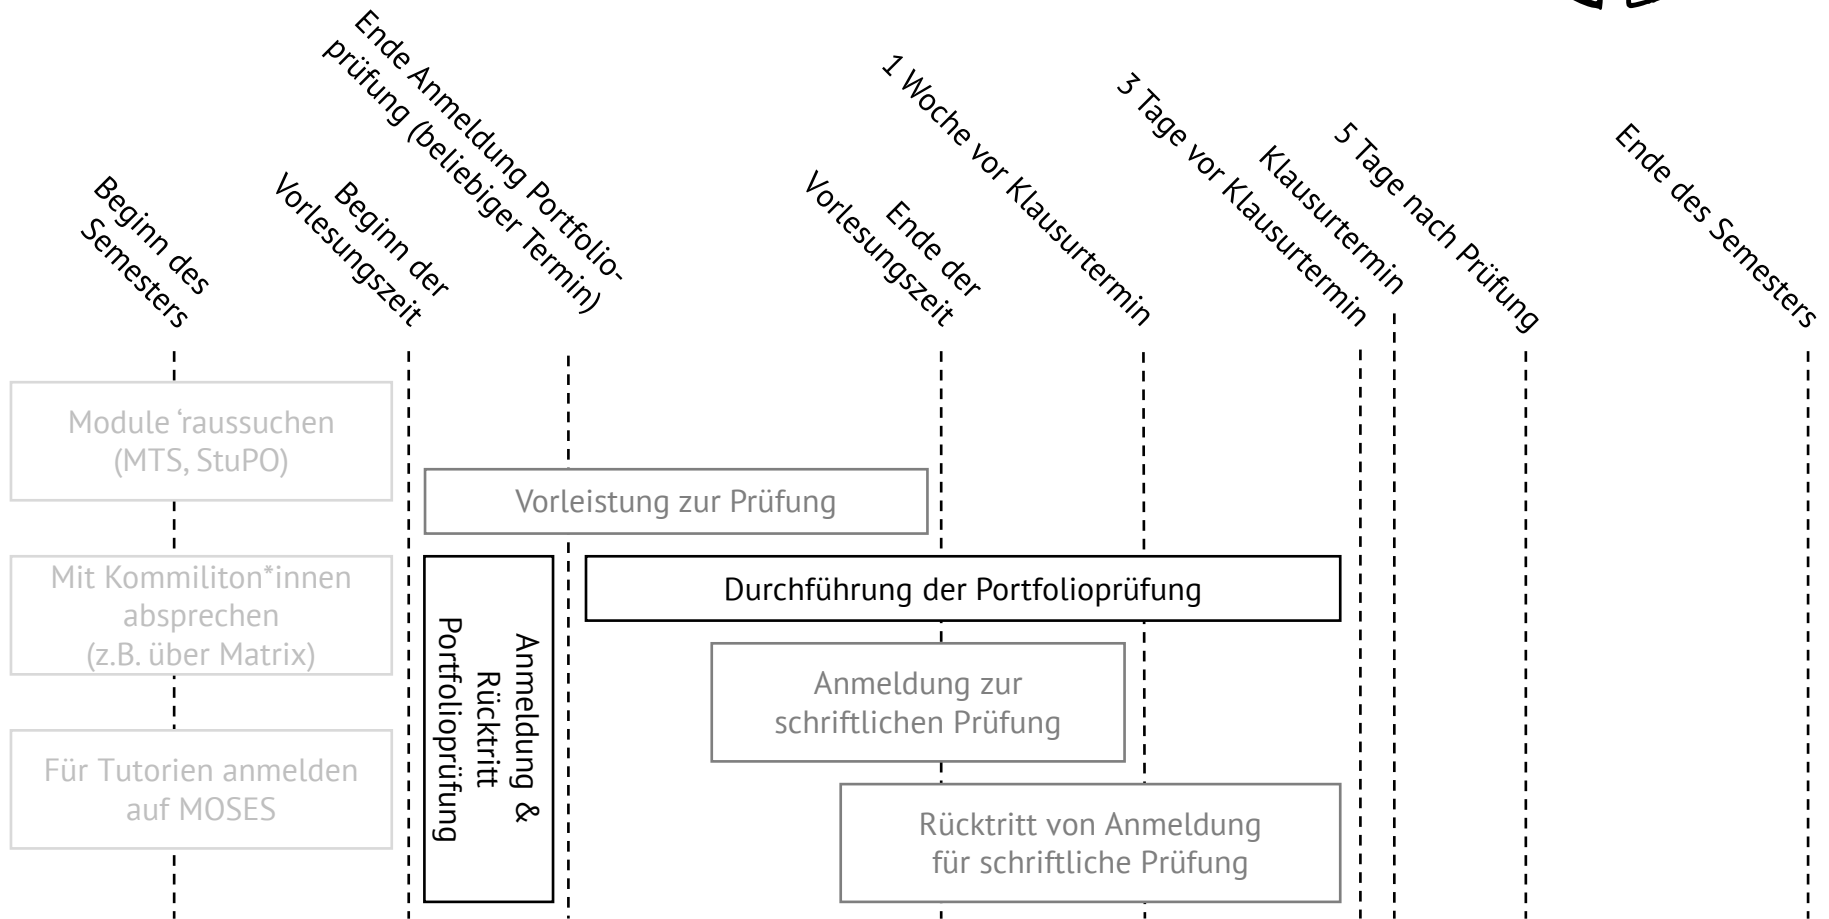 Beginn des
Semesters
Beginn der
Vorlesungszeit
Ende Anmeldung Portfolio-
prüfung (beliebiger Termin)
Ende der
Vorlesungszeit
1 Woche vor Klausurtermin
3 Tage vor Klausurtermin
Klausurtermin
5 Tage nach Prüfung
Ende des Semesters
Module ‘raussuchen
(MTS, StuPO)
Vorleistung zur Prüfung
Mit Kommiliton*innen
absprechen
(z.B. über Matrix)
Anmeldung &
Rücktritt
Portfolioprüfung
Durchführung der Portfolioprüfung
Anmeldung zur
schriftlichen Prüfung
Für Tutorien anmelden
auf MOSES
Rücktritt von Anmeldung
für schriftliche Prüfung